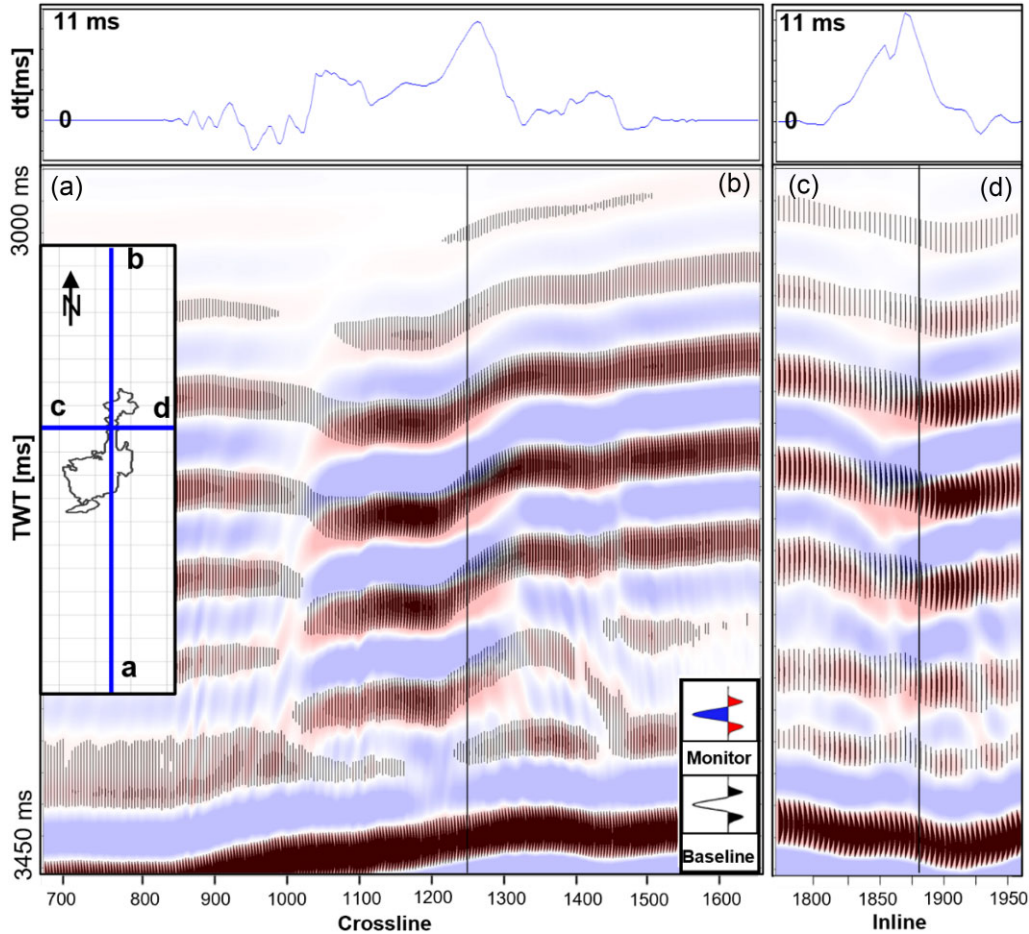 11 ms
11 ms
dt[ms]
0
0
(a)
(b)
(c)
(d)
3000 ms
b
N
c
d
a
TWT [ms]
Monitor
Baseline
3450 ms
700 800 900 1000 1100 1200 1300 1400 1500 1600
1800 1850 1900 1950
Crossline
Inline